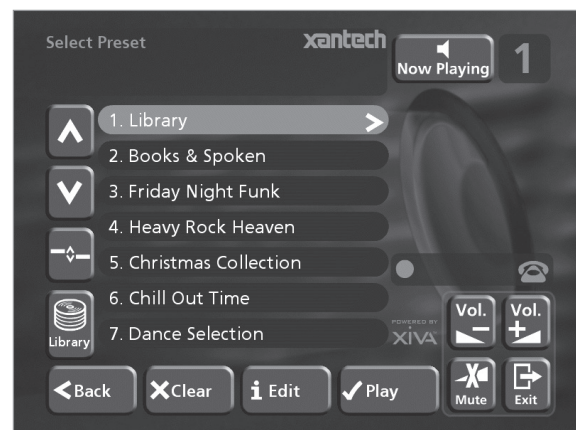 Select Preset
xantech
Now Playing
1
1. Library
2. Books & Spoken
3. Friday Night Funk
4. Heavy Rock Heaven
5. Christmas Collection
6. Chill Out Time
7. Dance Selection
Library
POWERED BY
XiVA
Vol.
Vol.
Back
Clear
i Edit
Play
Mute
Exit